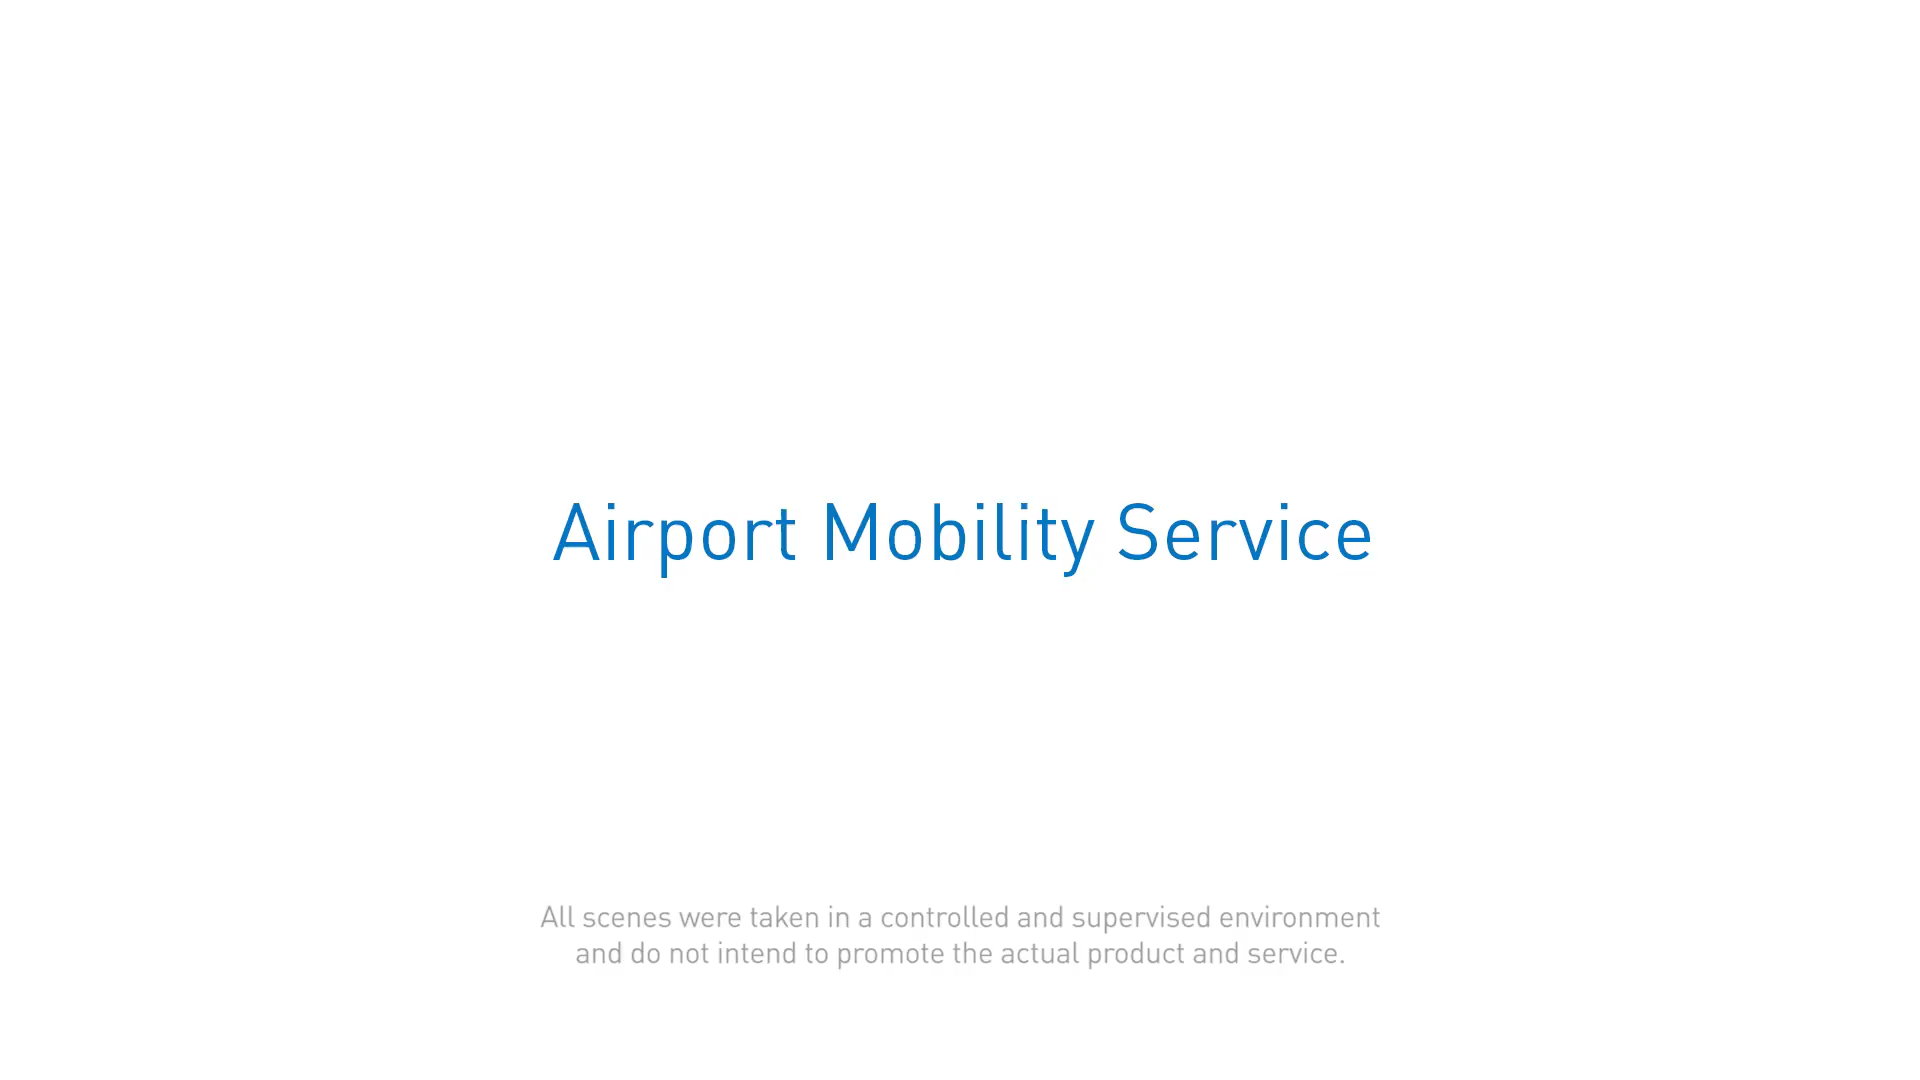 Airport Mobility Service
All scenes were taken in a controlled and supervised environment
and do not intend to promote the actual product and service.